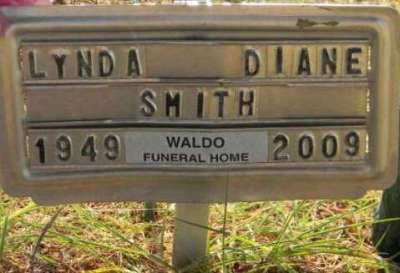 LYNDA DIANE
SMITH
1949 WALDO FUNERAL HOME 2009